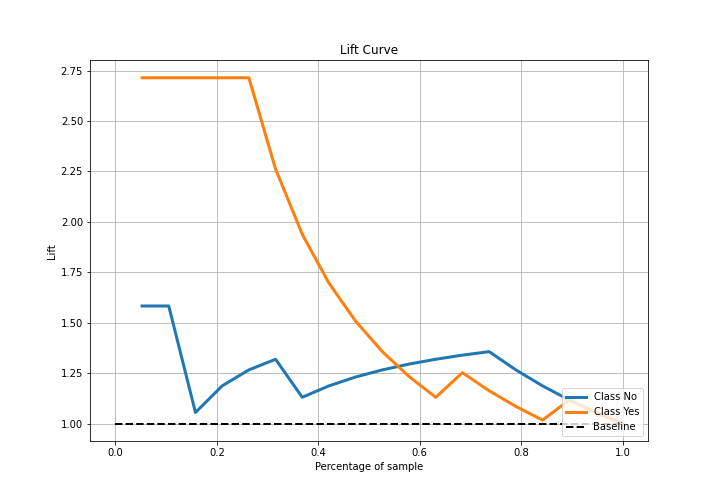 Lift Curve
Lift
2.75
2.50
2.25
2.00
1.75
1.50
1.25
1.00
0.0 0.2 0.4 0.6 0.8 1.0
Percentage of sample
Class No
Class Yes
Baseline